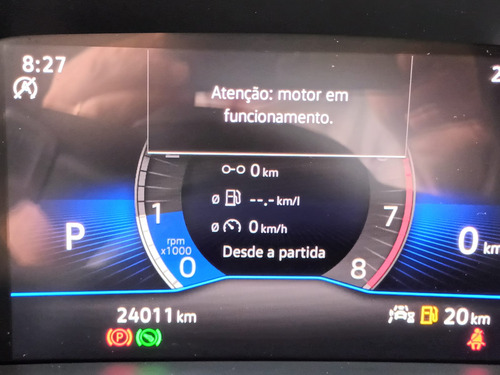 8:27
2
Atenção: motor em
funcionamento.
0 km
Ø --.- km/l
Ø 0 km/h
Desde a partida
1
rpm
x1000
0
7
8
P
0 km
24011 km
20 km
(P)